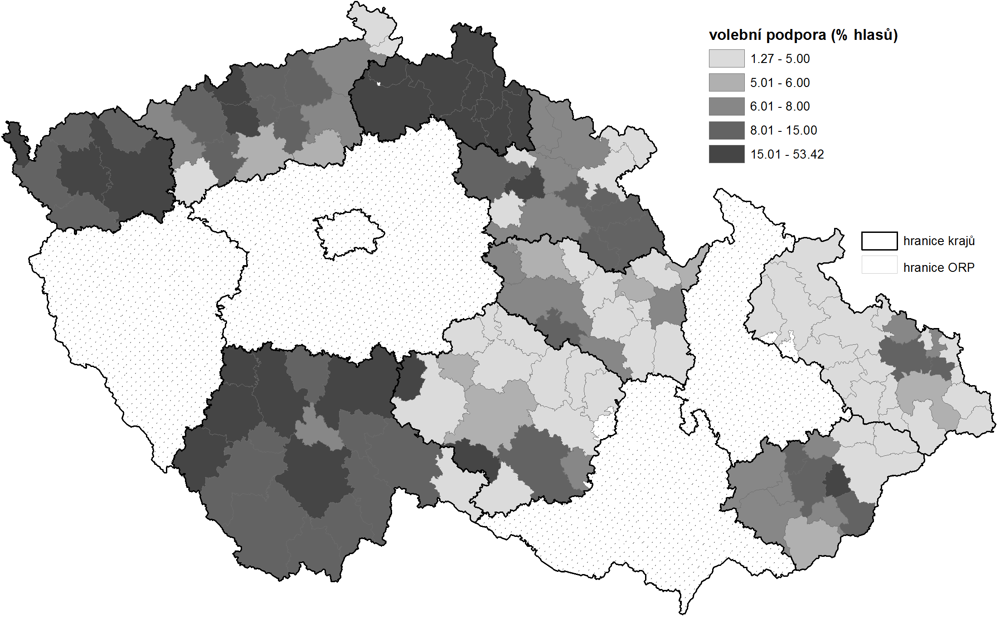 volební podpora (% hlasů)
1.27 - 5.00
5.01 - 6.00
6.01 - 8.00
8.01 - 15.00
15.01 - 53.42
hranice krajů
hranice ORP